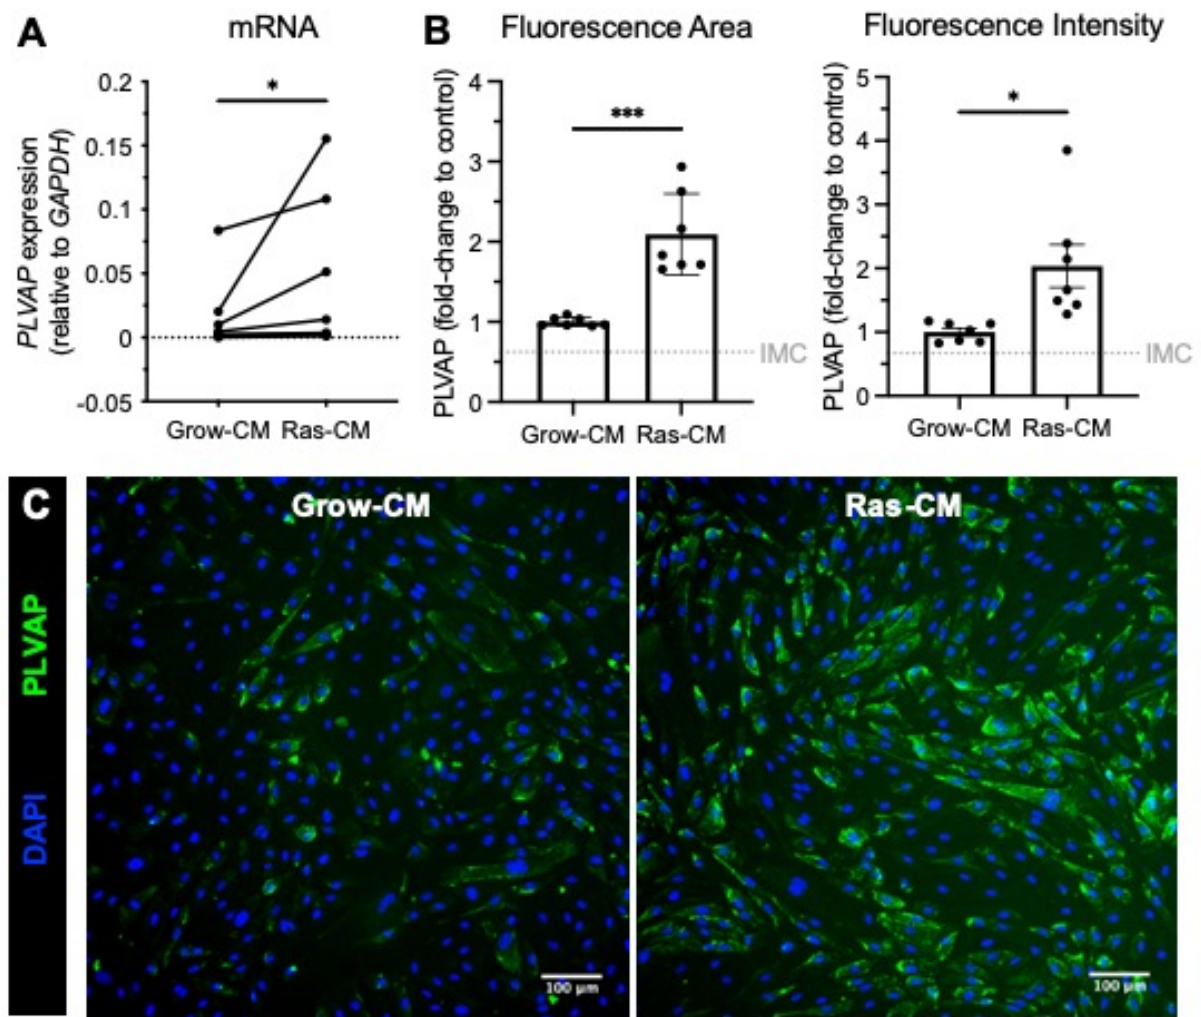 A
mRNA
*
0.2
0.15
0.1
0.05
0
-0.05
PLVAP expression
(relative to GAPDH)
Grow-CM Ras-CM
B
Fluorescence Area
***
4
3
2
1
0
PLVAP (fold-change to control)
IMC
Grow-CM Ras-CM
Fluorescence Intensity
*
5
4
3
2
1
0
PLVAP (fold-change to control)
IMC
Grow-CM Ras-CM
C
PLVAP
DAPI
Grow-CM
100 µm
Ras-CM
100 µm